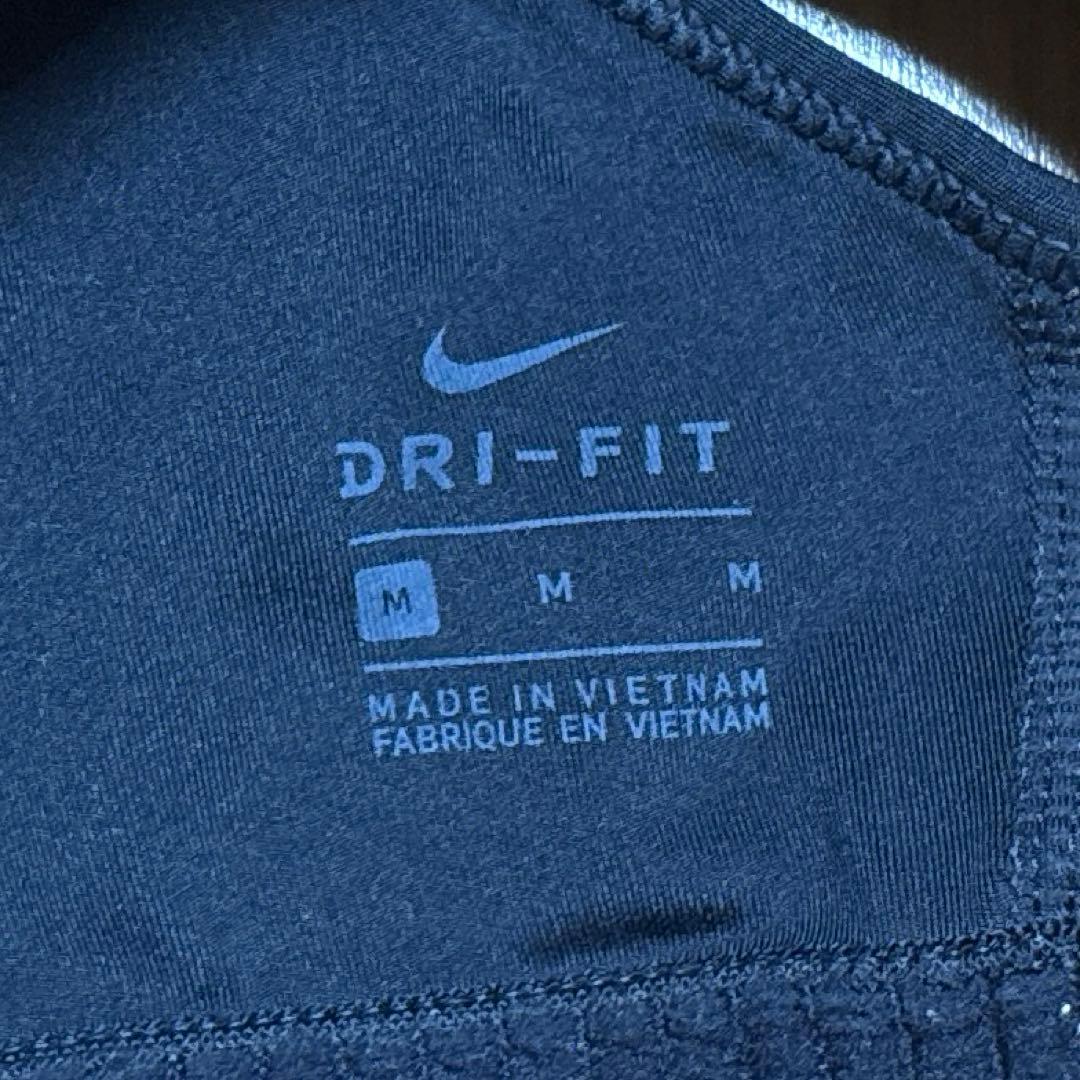 DRI-FIT
M M M
MADE IN VIETNAM
FABRIQUE EN VIETNAM